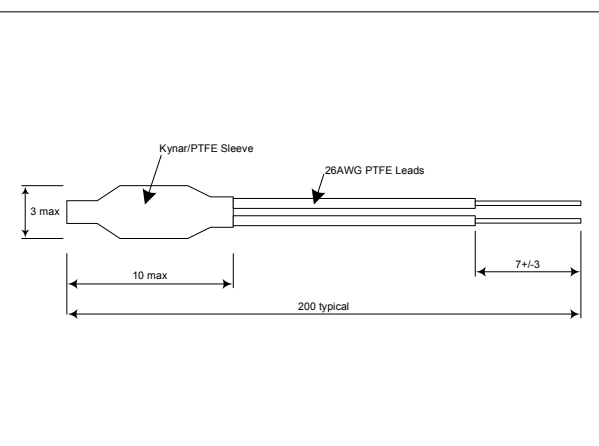 Kynar/PTFE Sleeve
26AWG PTFE Leads
3 max
7+/-3
10 max
200 typical